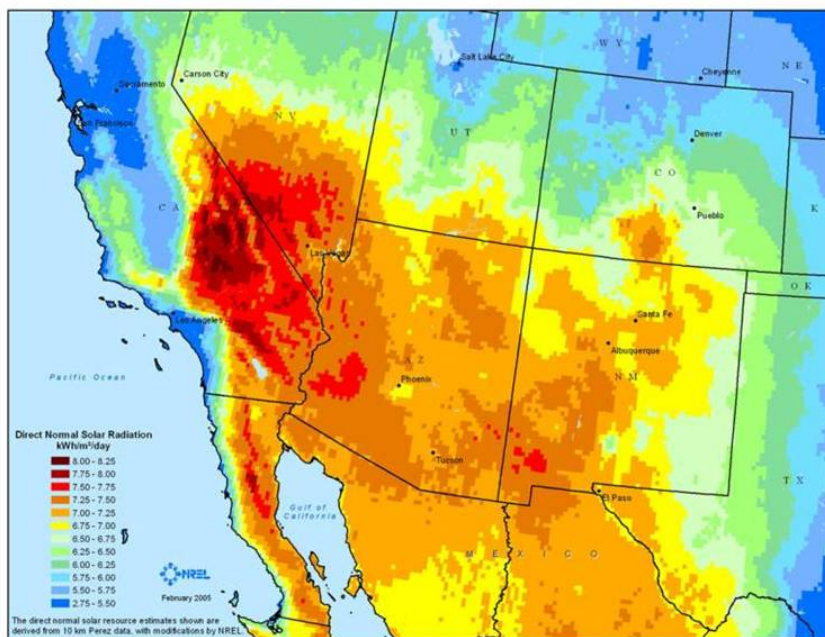 WY
NE
Salt Lake City
Cheyenne
Carson City
Sacramento
San Francisco
NV
UT
Denver
CO
Pueblo
K
CA
Las Vegas
OK
Santa Fe
Los Angeles
Albuquerque
AZ
NM
Pacific Ocean
Phoenix
Tucson
TX
El Paso
Gulf of
California
MEXICO
Direct Normal Solar Radiation
kWh/m²/day
8.00 - 8.25
7.75 - 8.00
7.50 - 7.75
7.25 - 7.50
7.00 - 7.25
6.75 - 7.00
6.50 - 6.75
6.25 - 6.50
6.00 - 6.25
5.75 - 6.00
5.50 - 5.75
2.75 - 5.50
NREL
February 2005
The direct normal solar resource estimates shown are
derived from 10 km Perez data, with modifications by NREL.